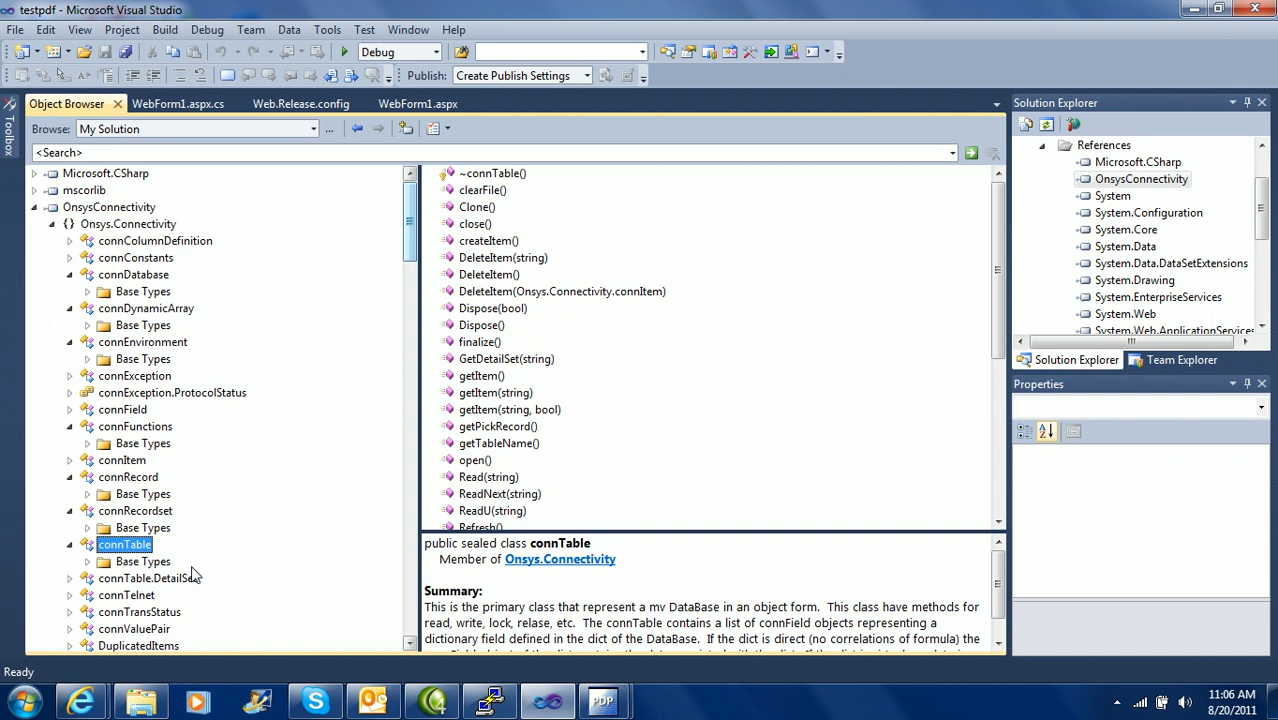 testpdf - Microsoft Visual Studio
File Edit View Project Build Debug Team Data Tools Test Window Help
Debug
Publish: Create Publish Settings
Toolbox
Object Browser WebForm1.aspx.cs Web.Release.config WebForm1.aspx
Browse: My Solution ...
<Search>
Microsoft.CSharp
mscorlib
OnsysConnectivity
{} Onsys.Connectivity
connColumnDefinition
connConstants
connDatabase
Base Types
connDynamicArray
Base Types
connEnvironment
Base Types
connException
connException.ProtocolStatus
connField
connFunctions
Base Types
connItem
connRecord
Base Types
connRecordset
Base Types
connTable
Base Types
connTable.DetailSe
connTelnet
connTransStatus
connValuePair
DuplicatedItems
~connTable()
clearFile()
Clone()
close()
createItem()
DeleteItem(string)
DeleteItem()
DeleteItem(Onsys.Connectivity.connItem)
Dispose(bool)
Dispose()
finalize()
GetDetailSet(string)
getItem()
getItem(string)
getItem(string, bool)
getPickRecord()
getTableName()
open()
Read(string)
ReadNext(string)
ReadU(string)
Refresh()
public sealed class connTable
Member of Onsys.Connectivity
Summary:
This is the primary class that represent a mv DataBase in an object form. This class have methods for
read, write, lock, relase, etc. The connTable contains a list of connField objects representing a
dictionary field defined in the dict of the DataBase. If the dict is direct (no correlations of formula) the
Solution Explorer
References
Microsoft.CSharp
OnsysConnectivity
System
System.Configuration
System.Core
System.Data
System.Data.DataSetExtensions
System.Drawing
System.EnterpriseServices
System.Web
System.Web.ApplicationServices
Solution Explorer Team Explorer
Properties
Ready
PDP
11:06 AM
8/20/2011